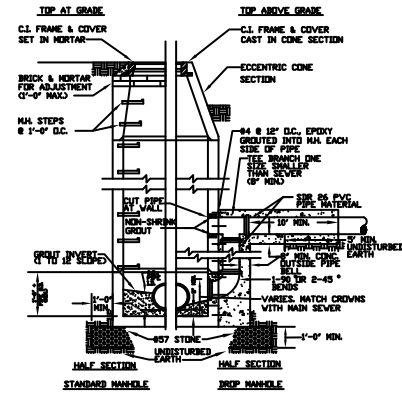 TOP AT GRADE
TOP ABOVE GRADE
C.I. FRAME & COVER
SET IN MORTAR
C.I. FRAME & COVER
CAST IN CONE SECTION
BRICK & MORTAR
FOR ADJUSTMENT
(1'-0" MAX.)
ECCENTRIC CONE
SECTION
M.H. STEPS
@ 1'-0" O.C.
#4 @ 12" O.C., EPOXY
GROUTED INTO M.H. EACH
SIDE OF PIPE
TEE BRANCH ONE
SIZE SMALLER
THAN SEWER
(8" MIN.)
CUT PIPE
AT WALL
NON-SHRINK
GROUT
SDR 26 PVC
PIPE MATERIAL
10' MIN.
5' MIN.
UNDISTURBED
EARTH
GROUT INVERT
(1 TO 12 SLOPE)
8" MIN. CONC.
OUTSIDE PIPE
BELL
1-90 OR 2-45°
BENDS
1'-0"
MIN.
VARIES. MATCH CROWNS
WITH MAIN SEWER
#57 STONE
1'-0" MIN.
UNDISTURBED
EARTH
HALF SECTION
HALF SECTION
STANDARD MANHOLE
DROP MANHOLE